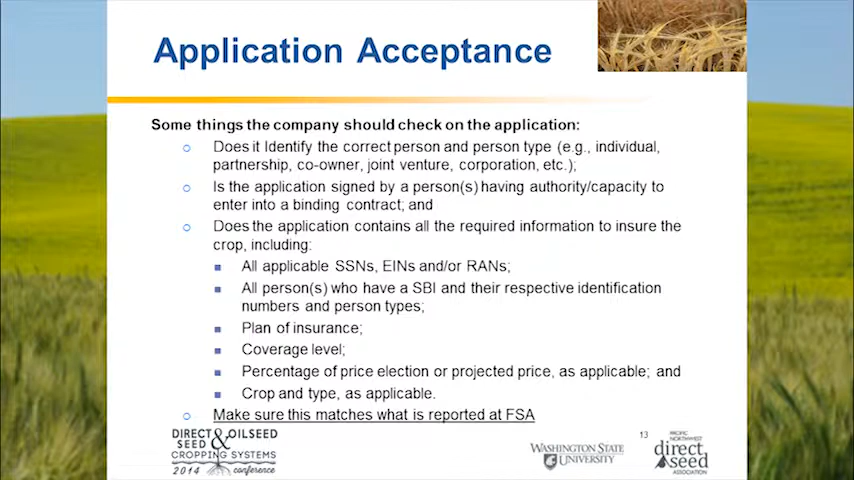 Application Acceptance
Some things the company should check on the application:
Does it Identify the correct person and person type (e.g., individual,
partnership, co-owner, joint venture, corporation, etc.);
Is the application signed by a person(s) having authority/capacity to
enter into a binding contract; and
Does the application contains all the required information to insure the
crop, including:
All applicable SSNs, EINs and/or RANs;
All person(s) who have a SBI and their respective identification
numbers and person types;
Plan of insurance;
Coverage level;
Percentage of price election or projected price, as applicable; and
Crop and type, as applicable.
Make sure this matches what is reported at FSA
DIRECT & OILSEED
SEED
CROPPING SYSTEMS
2014 conference
WASHINGTON STATE
UNIVERSITY
13
PACIFIC
NORTHWEST
direct
seed
ASSOCIATION